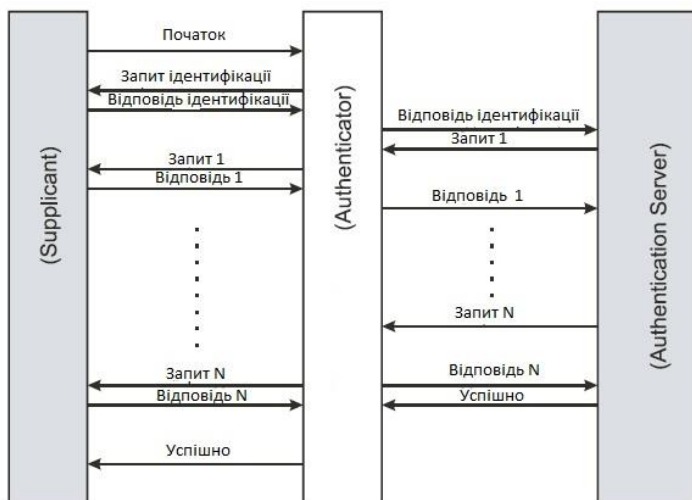 Початок
Запит ідентифікації
Відповідь ідентифікації
Відповідь ідентифікації
Запит 1
Запит 1
Відповідь 1
Відповідь 1
(Supplicant)
(Authenticator)
(Authentication Server)
Запит N
Запит N
Відповідь N
Відповідь N
Успішно
Успішно